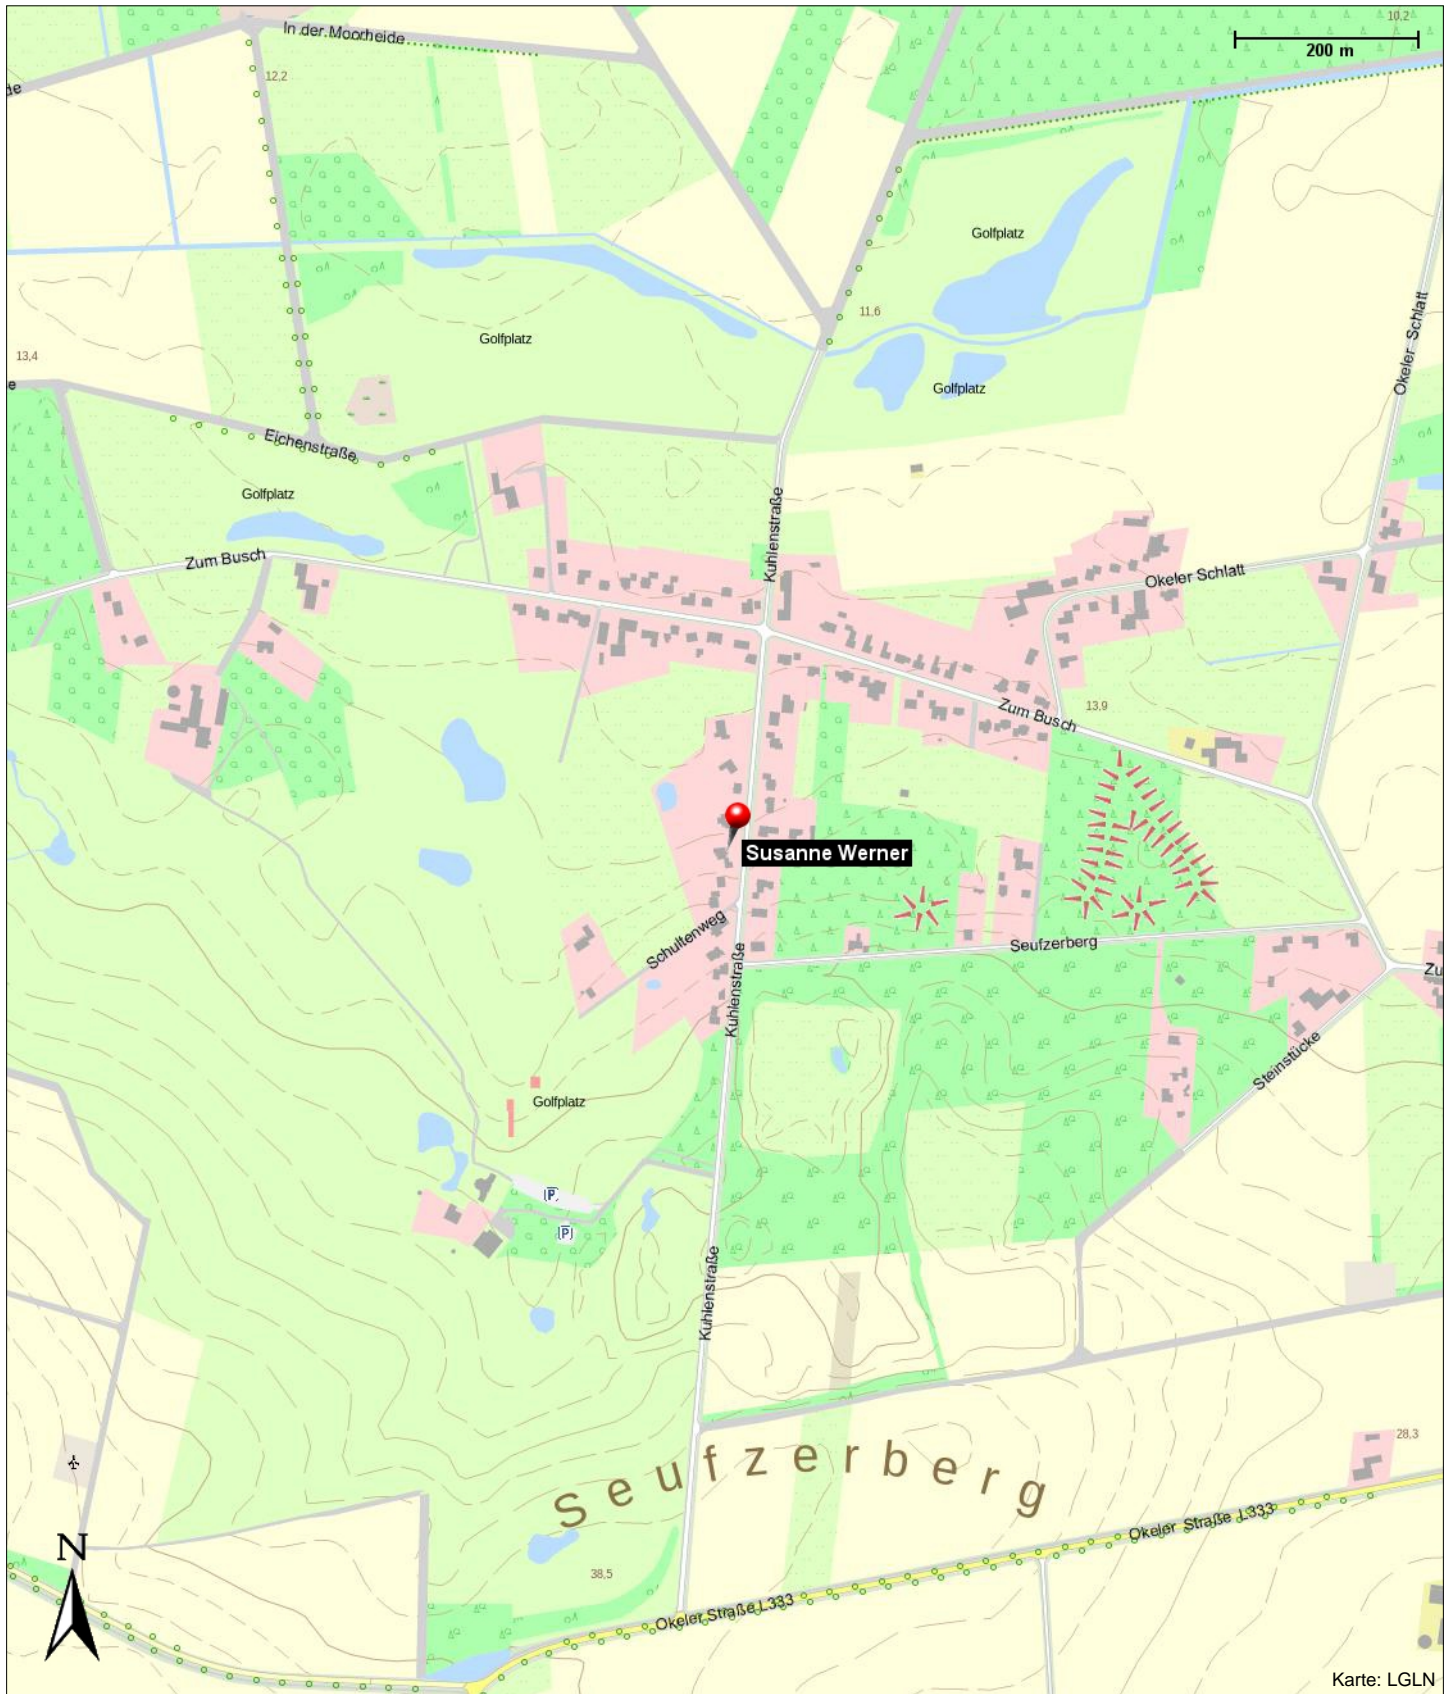 In der Moorheide
10,2
200 m
12,2
de
Golfplatz
11,6
Okeler Schlatt
Golfplatz
13,4
e
Golfplatz
Eichenstraße
Golfplatz
Kuhlenstraße
Zum Busch
Okeler Schlatt
Zum Busch
13,9
Susanne Werner
Schultenweg
Kuhlenstraße
Seufzerberg
Zu
Steinstücke
Golfplatz
P
P
Kuhlenstraße
Seufzerberg
28,3
Okeler Straße L333
N
38,5
Okeler Straße L333
Karte: LGLN